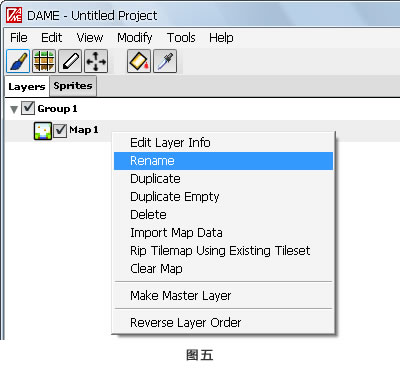 DAME - Untitled Project
File Edit View Modify Tools Help
Layers Sprites
Group 1
Map 1
Edit Layer Info
Rename
Duplicate
Duplicate Empty
Delete
Import Map Data
Rip Tilemap Using Existing Tileset
Clear Map
Make Master Layer
Reverse Layer Order
图五